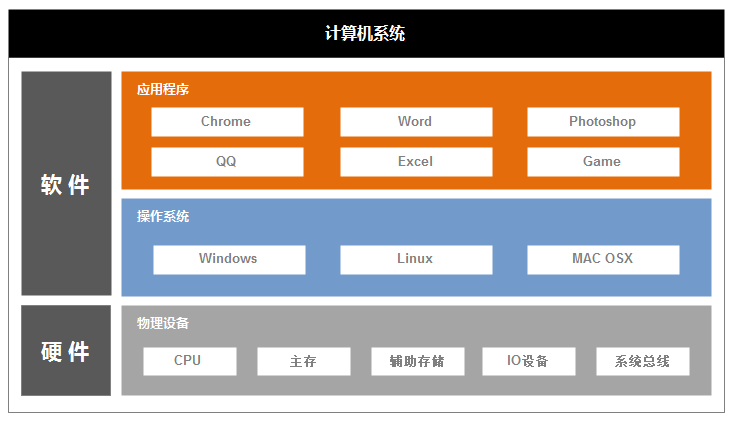 计算机系统
软件
应用程序
Chrome
Word
Photoshop
QQ
Excel
Game
操作系统
Windows
Linux
MAC OSX
硬件
物理设备
CPU
主存
辅助存储
IO设备
系统总线